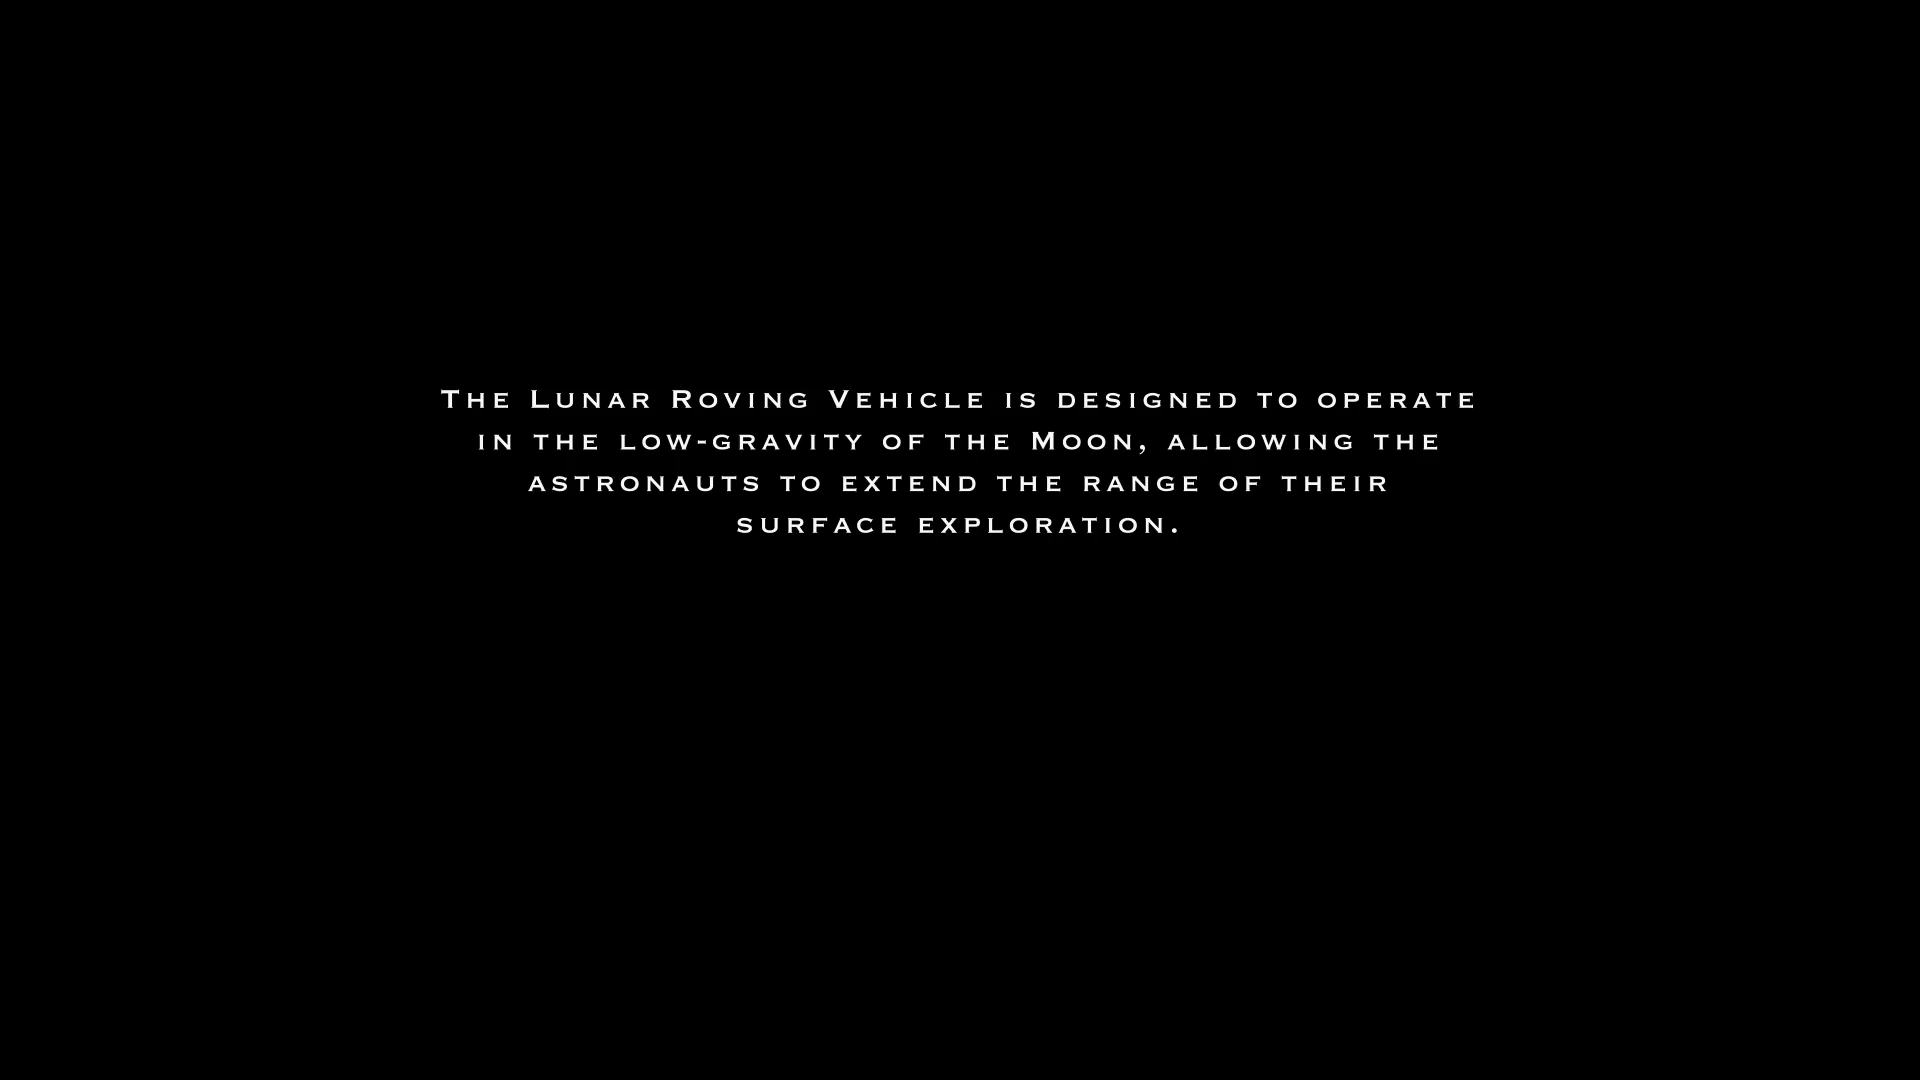 The Lunar Roving Vehicle is designed to operate
in the low-gravity of the Moon, allowing the
astronauts to extend the range of their
surface exploration.